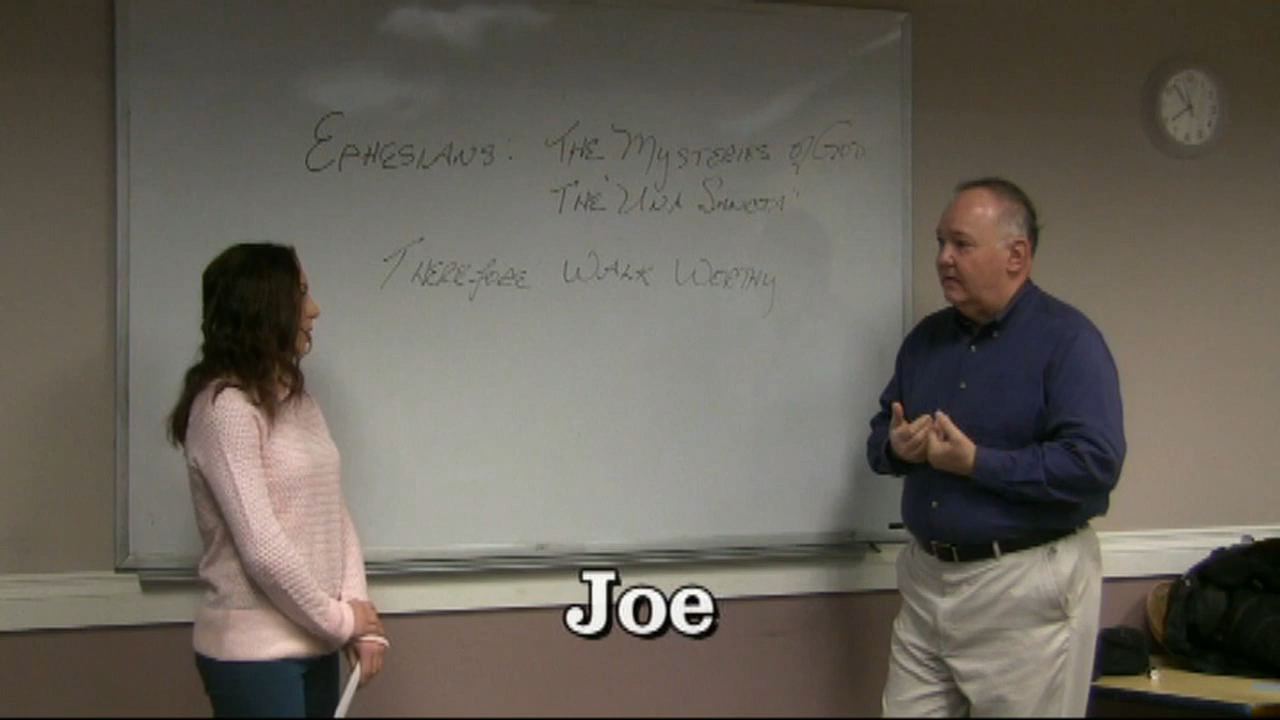 EPHESIANS: THE MYSTERIES of GOD
THE "UNA SANCTA"
THEREFORE WALK WORTHY
Joe